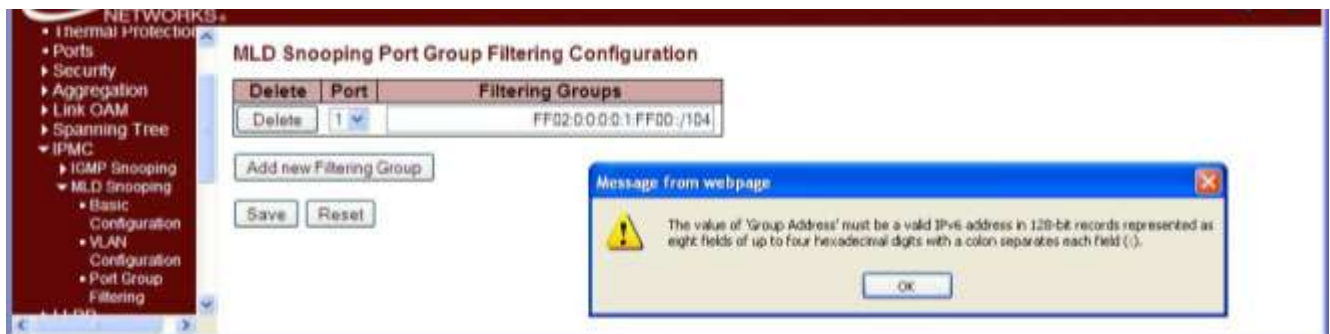 NETWORKS
• Thermal Protection
• Ports
▸ Security
▸ Aggregation
▸ Link OAM
▸ Spanning Tree
▾ IPMC
▸ IGMP Snooping
▾ MLD Snooping
• Basic
Configuration
• VLAN
Configuration
• Port Group
Filtering
MLD Snooping Port Group Filtering Configuration
Delete Port Filtering Groups
Delete 1 FF02:0:0:0:0:1:FF00::/104
Add new Filtering Group
Save Reset
Message from webpage
The value of 'Group Address' must be a valid IPv6 address in 128-bit records represented as
eight fields of up to four hexadecimal digits with a colon separates each field (:).
OK